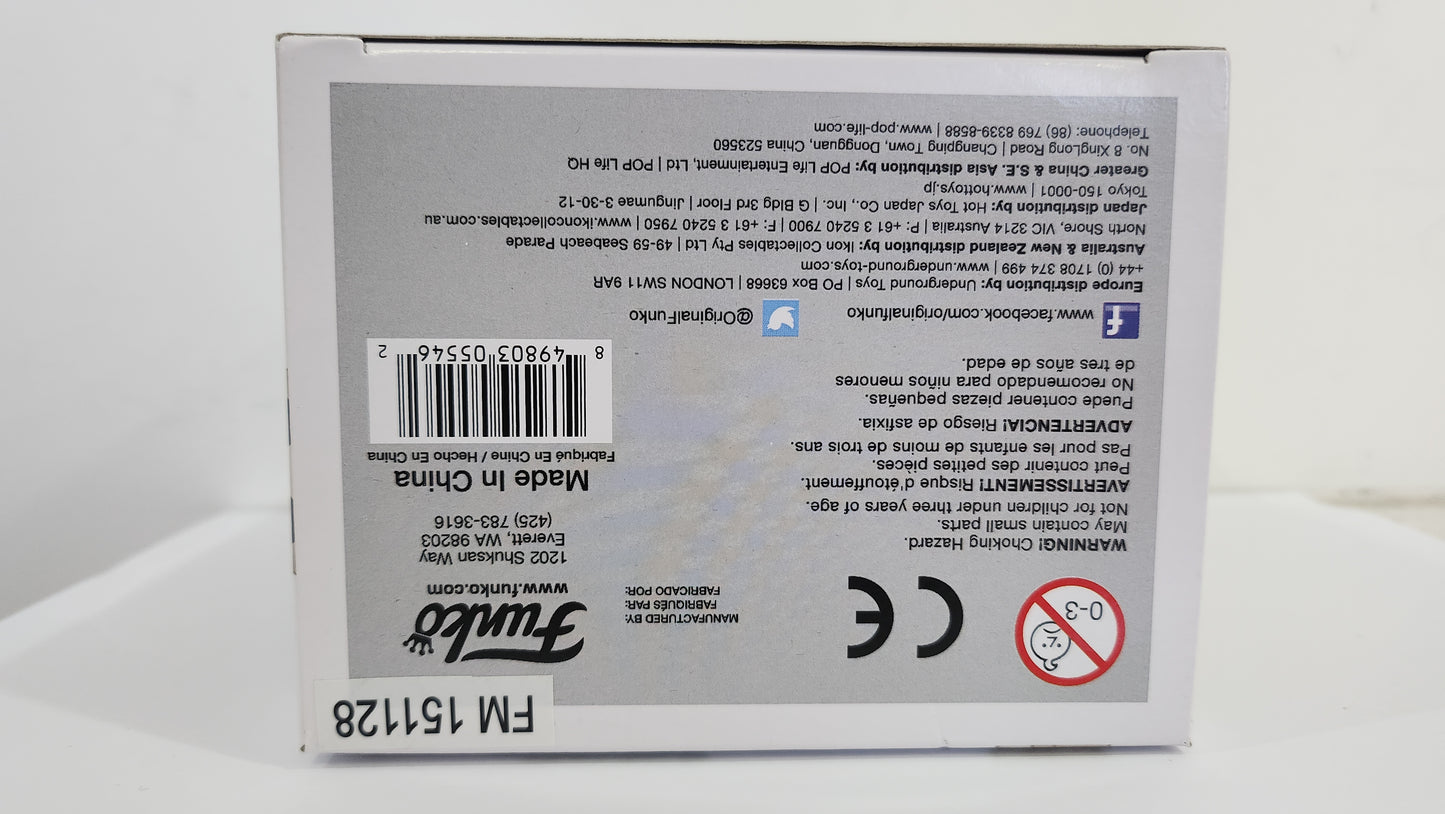 FM 151128
0-3
CE
MANUFACTURED BY:
FABRIQUÉS PAR:
FABRICADO POR:
Funko
www.funko.com
1202 Shuksan Way
Everett, WA 98203
(425) 783-3616
WARNING! Choking Hazard.
May contain small parts.
Not for children under three years of age.
AVERTISSEMENT! Risque d'étouffement.
Peut contenir des petites pièces.
Pas pour les enfants de moins de trois ans.
ADVERTENCIA! Riesgo de asfixia.
Puede contener piezas pequeñas.
No recomendado para niños menores
de tres años de edad.
Made In China
Fabriqué En Chine / Hecho En China
8 49803 05546 2
www.facebook.com/originalfunko
@OriginalFunko
Europe distribution by: Underground Toys | PO Box 63668 | LONDON SW11 9AR
+44 (0) 1708 374 499 | www.underground-toys.com
Australia & New Zealand distribution by: Ikon Collectables Pty Ltd | 49-59 Seabeach Parade
North Shore, VIC 3214 Australia | P: +61 3 5240 7900 | F: +61 3 5240 7950 | www.ikoncollectables.com.au
Japan distribution by: Hot Toys Japan Co., Inc. | G Bldg 3rd Floor | Jingumae 3-30-12
Tokyo 150-0001 | www.hottoys.jp
Greater China & S.E. Asia distribution by: POP Life Entertainment, Ltd | POP Life HQ
No. 8 XingLong Road | Changping Town, Dongguan, China 523560
Telephone: (86) 769 8339-8588 | www.pop-life.com